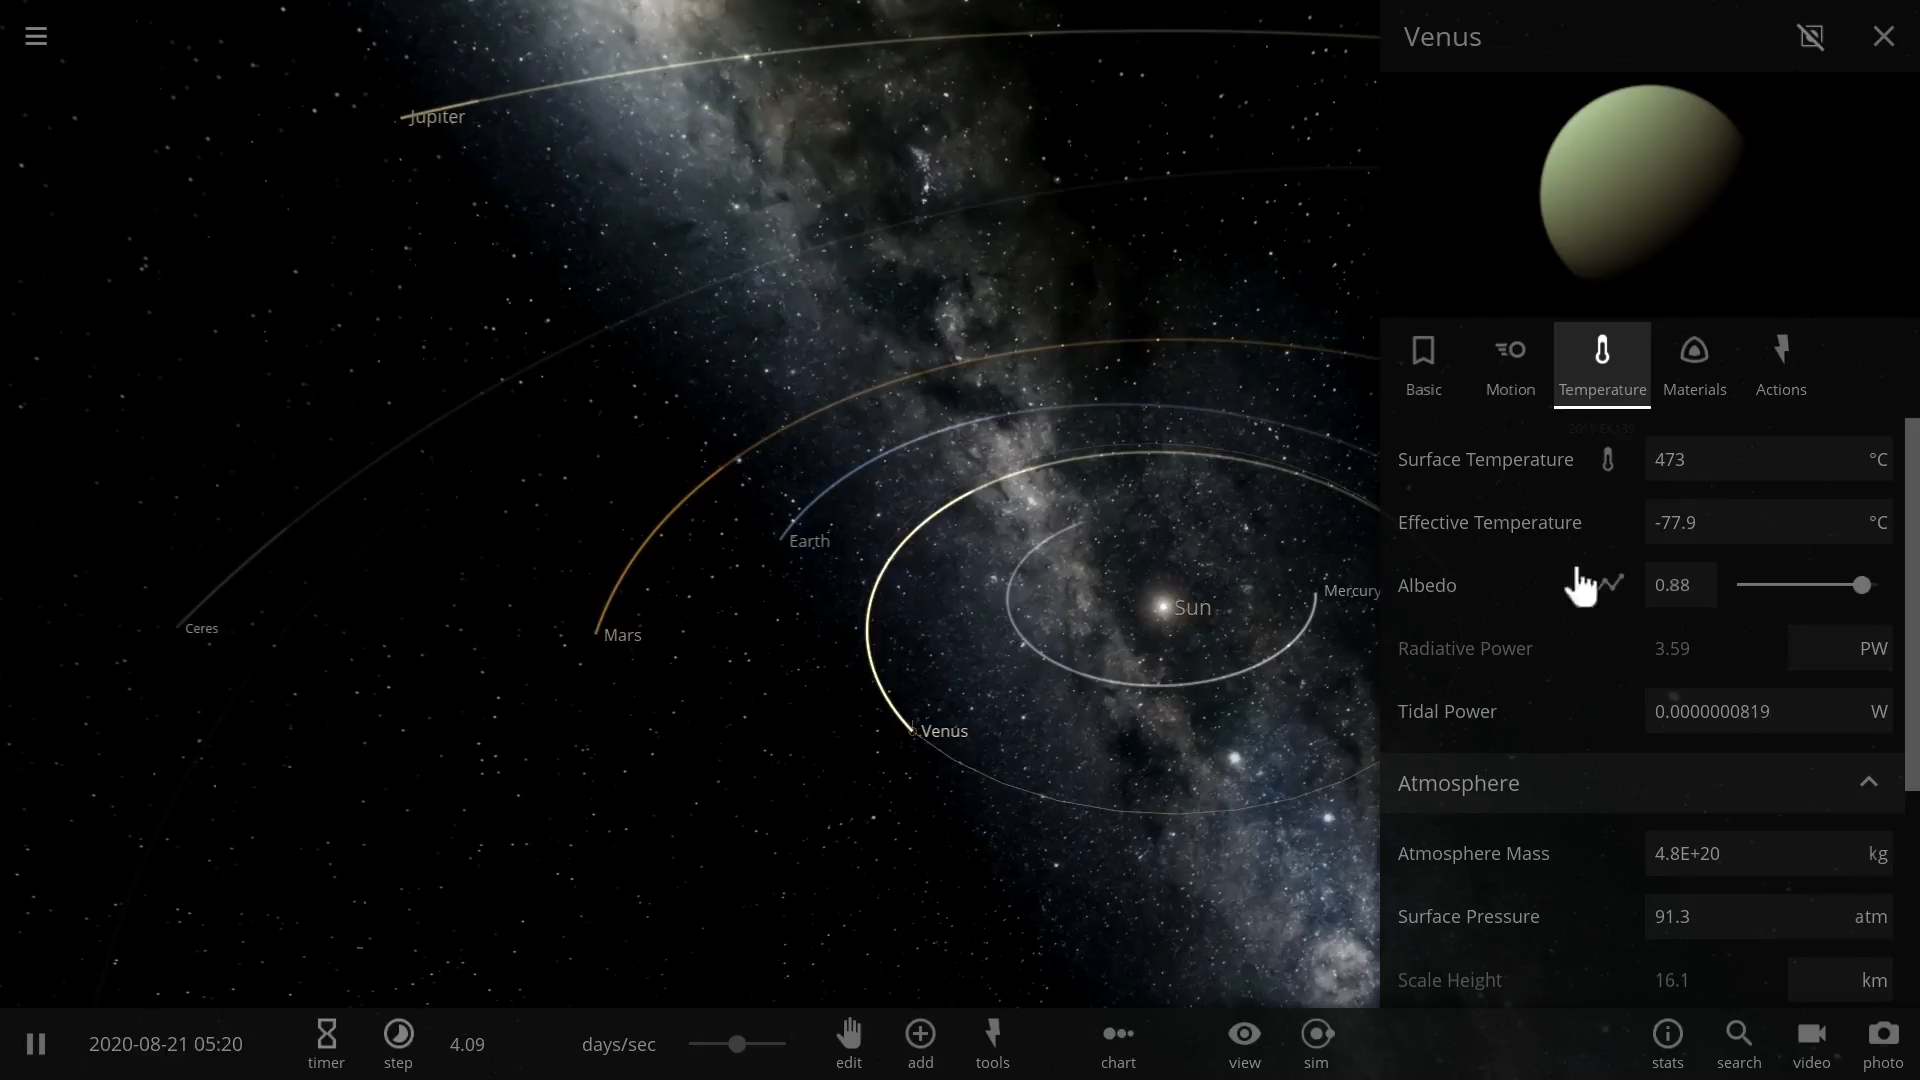 Venus
Jupiter
Basic
Motion
Temperature
Materials
Actions
Surface Temperature 473 °C
Effective Temperature -77.9 °C
Earth
Albedo 0.88
Mercury
Sun
Ceres
Mars
Radiative Power 3.59 PW
Tidal Power 0.0000000819 W
Venus
Atmosphere
Atmosphere Mass 4.8E+20 kg
Surface Pressure 91.3 atm
Scale Height 16.1 km
2020-08-21 05:20
timer
step
4.09 days/sec
edit
add
tools
chart
view
sim
stats
search
video
photo